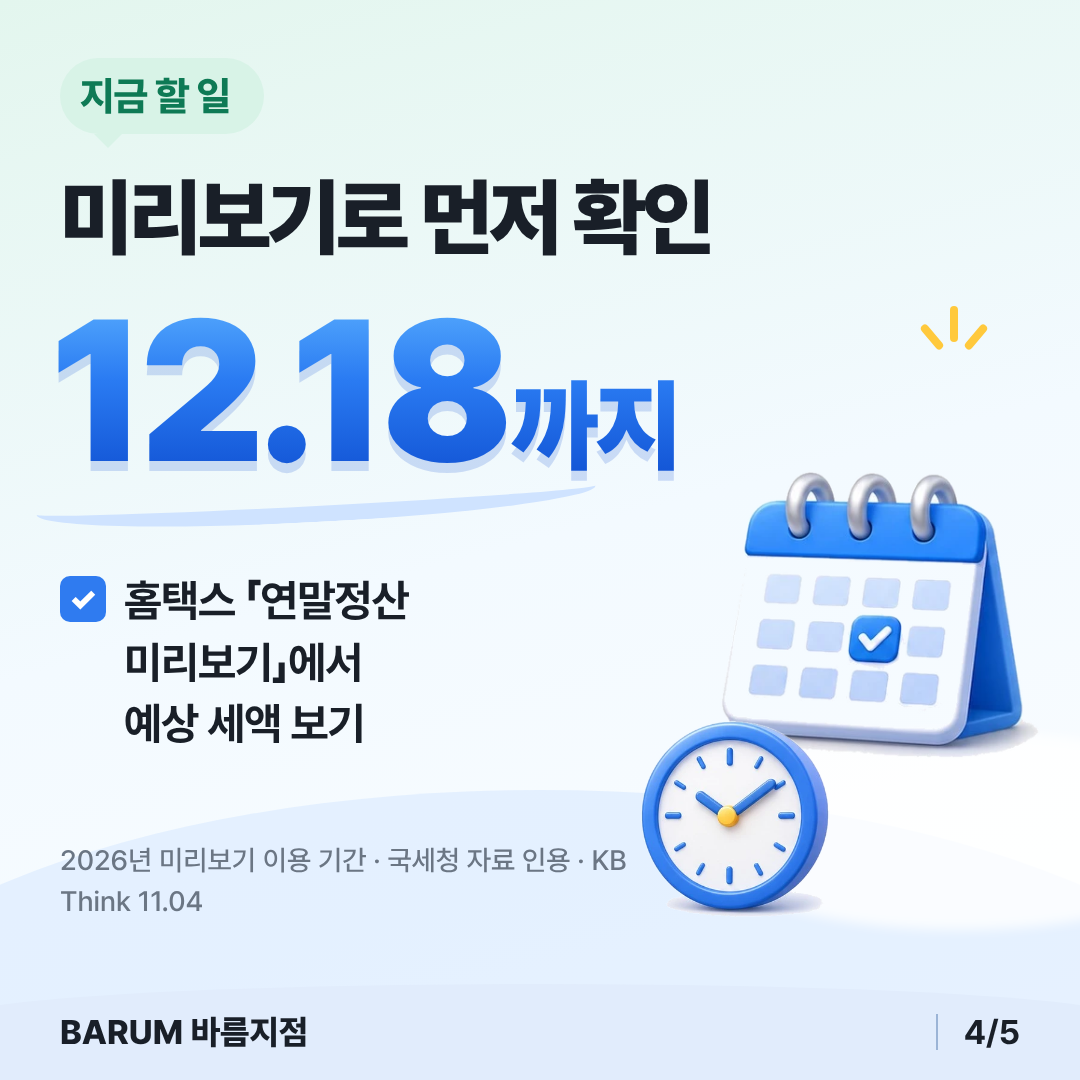 지금 할 일
미리보기로 먼저 확인
12.18까지
홈택스 「연말정산
미리보기」에서
예상 세액 보기
2026년 미리보기 이용 기간 · 국세청 자료 인용 · KB
Think 11.04
BARUM 바름지점
4/5